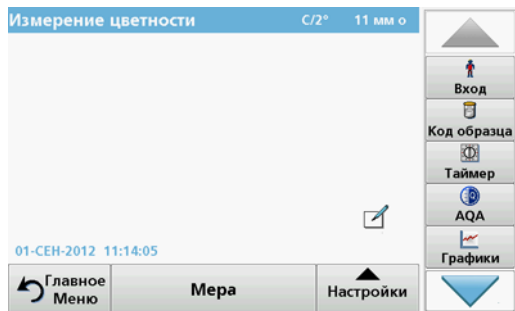 Измерение цветности C/2° 11 мм о
Вход
Код образца
Таймер
AQA
Графики
01-СЕН-2012 11:14:05
Главное
Меню
Мера
Настройки